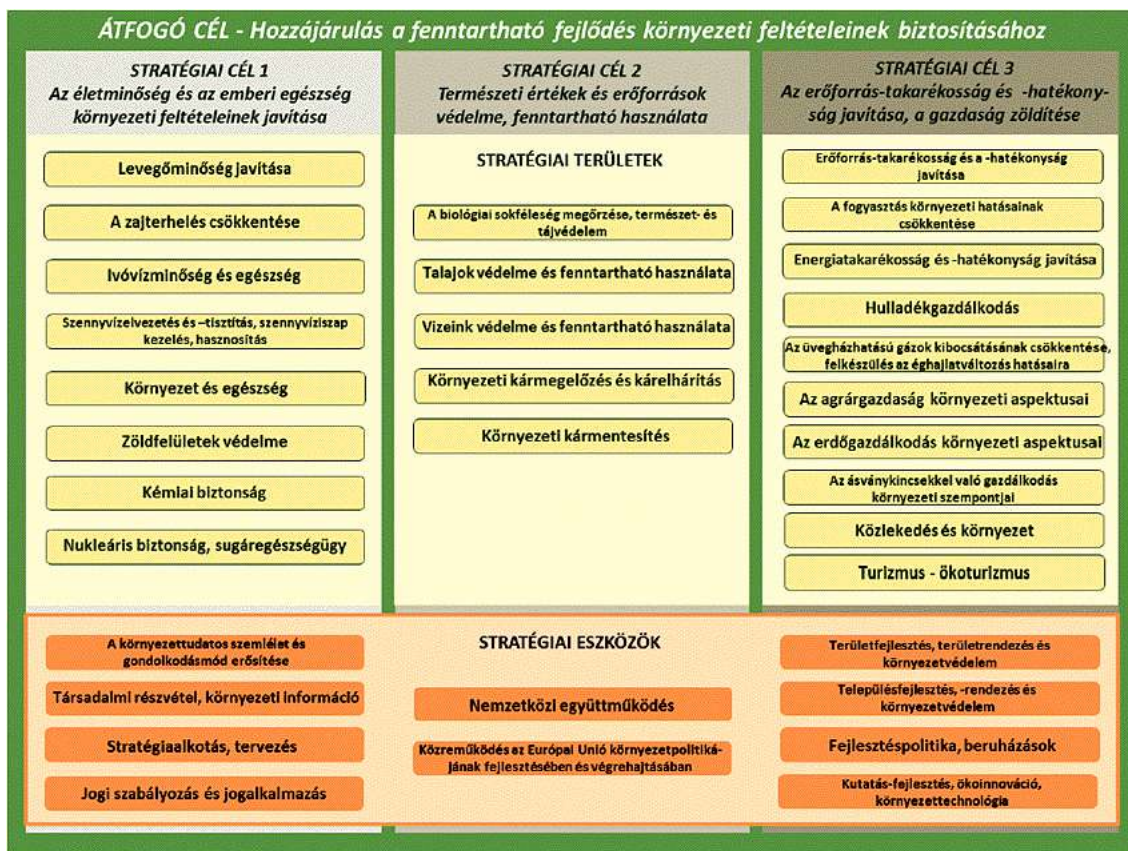 ÁTFOGÓ CÉL - Hozzájárulás a fenntartható fejlődés környezeti feltételeinek biztosításához
STRATÉGIAI CÉL 1
Az életminőség és az emberi egészség
környezeti feltételeinek javítása
Levegőminőség javítása
A zajterhelés csökkentése
Ivóvízminőség és egészség
Szennyvízelvezetés és –tisztítás, szennyvíziszap
kezelés, hasznosítás
Környezet és egészség
Zöldfelületek védelme
Kémiai biztonság
Nukleáris biztonság, sugáregészségügy
STRATÉGIAI CÉL 2
Természeti értékek és erőforrások
védelme, fenntartható használata
STRATÉGIAI TERÜLETEK
A biológiai sokféleség megőrzése, természet- és
tájvédelem
Talajok védelme és fenntartható használata
Vizeink védelme és fenntartható használata
Környezeti kármegelőzés és kárelhárítás
Környezeti kármentesítés
STRATÉGIAI CÉL 3
Az erőforrás-takarékosság és -hatékony-
ság javítása, a gazdaság zöldítése
Erőforrás-takarékosság és a -hatékonyság
javítása
A fogyasztás környezeti hatásainak
csökkentése
Energiatakarékosság és -hatékonyság javítása
Hulladékgazdálkodás
Az üvegházhatású gázok kibocsátásának csökkentése,
felkészülés az éghajlatváltozás hatásaira
Az agrárgazdaság környezeti aspektusai
Az erdőgazdálkodás környezeti aspektusai
Az ásványkincsekkel való gazdálkodás
környezeti szempontjai
Közlekedés és környezet
Turizmus - ökoturizmus
A környezettudatos szemlélet és
gondolkodásmód erősítése
Társadalmi részvétel, környezeti információ
Stratégiaalkotás, tervezés
Jogi szabályozás és jogalkalmazás
STRATÉGIAI ESZKÖZÖK
Nemzetközi együttműködés
Közreműködés az Európai Unió környezetpolitiká-
jának fejlesztésében és végrehajtásában
Területfejlesztés, területrendezés és
környezetvédelem
Településfejlesztés, -rendezés és
környezetvédelem
Fejlesztéspolitika, beruházások
Kutatás-fejlesztés, ökoinnováció,
környezettechnológia